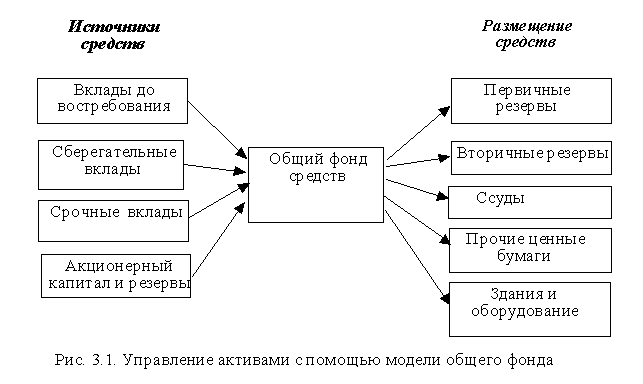 Источники
средств
Размещение
средств
Вклады до
востребования
Сберегательные
вклады
Срочные вклады
Акционерный
капитал и резервы
Общий фонд
средств
Первичные
резервы
Вторичные резервы
Ссуды
Прочие ценные
бумаги
Здания и
оборудование
Рис. 3.1. Управление активами с помощью модели общего фонда